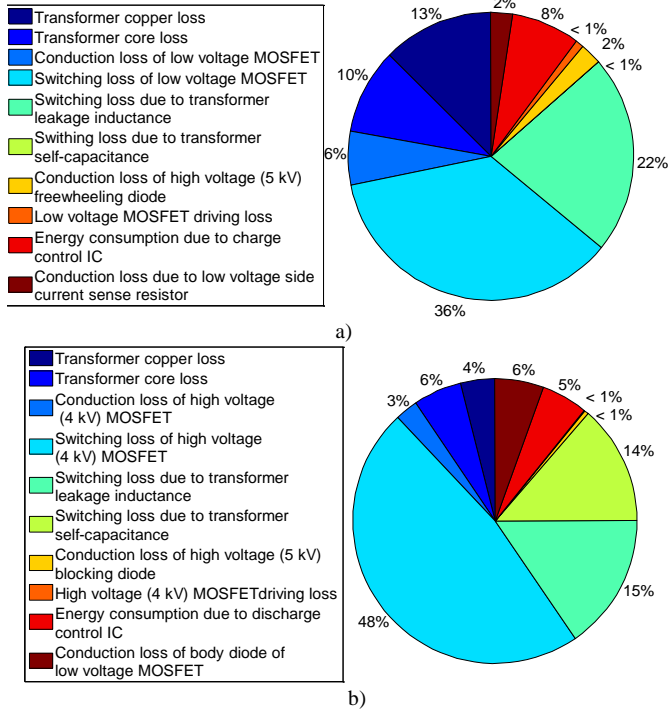 Transformer copper loss
Transformer core loss
Conduction loss of low voltage MOSFET
Switching loss of low voltage MOSFET
Switching loss due to transformer
leakage inductance
Swithing loss due to transformer
self-capacitance
Conduction loss of high voltage (5 kV)
freewheeling diode
Low voltage MOSFET driving loss
Energy consumption due to charge
control IC
Conduction loss due to low voltage side
current sense resistor
13%
2%
8%
< 1%
2%
< 1%
10%
6%
22%
36%
a)
Transformer copper loss
Transformer core loss
Conduction loss of high voltage
(4 kV) MOSFET
Switching loss of high voltage
(4 kV) MOSFET
Switching loss due to transformer
leakage inductance
Switching loss due to transformer
self-capacitance
Conduction loss of high voltage (5 kV)
blocking diode
High voltage (4 kV) MOSFETdriving loss
Energy consumption due to discharge
control IC
Conduction loss of body diode of
low voltage MOSFET
4%
6%
6%
5%
< 1%
< 1%
3%
14%
15%
48%
b)